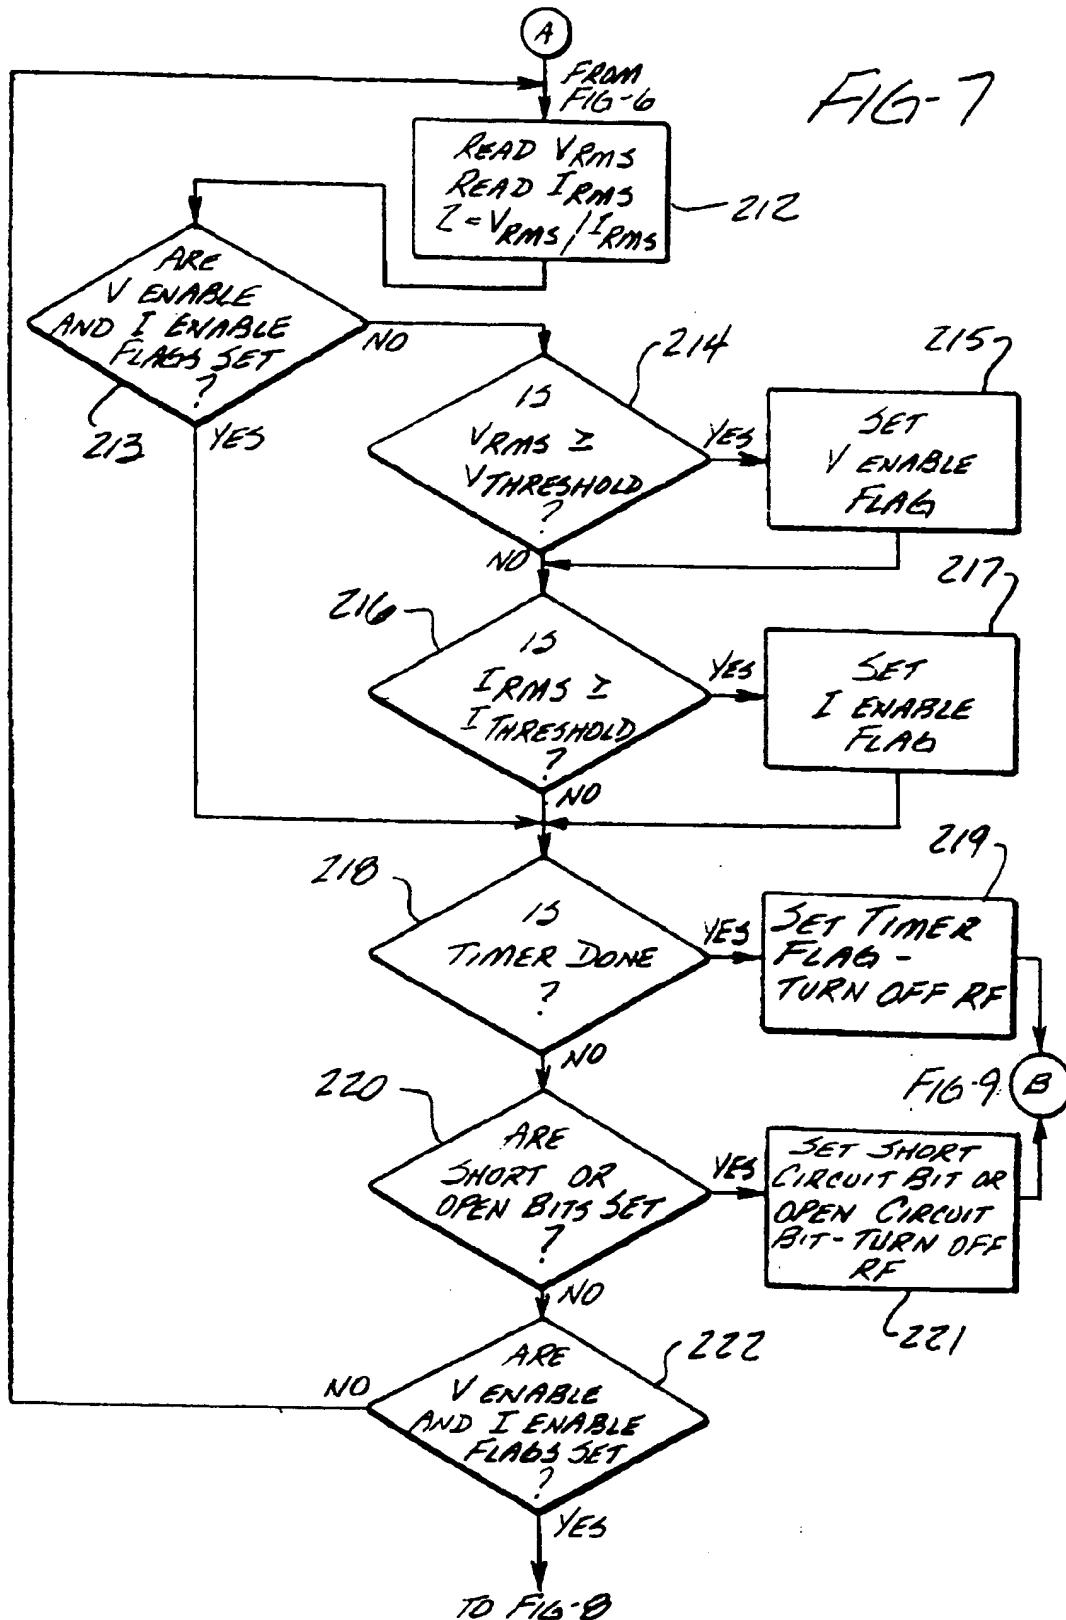 A
FROM
FIG-6
FIG-7
READ VRMS
READ IRMS
Z=VRMS/IRMS
212
ARE
V ENABLE
AND I ENABLE
FLAGS SET
?
213
NO
YES
214
IS
VRMS ≥
VTHRESHOLD
?
YES
NO
215
SET
V ENABLE
FLAG
216
IS
IRMS ≥
ITHRESHOLD
?
YES
NO
217
SET
I ENABLE
FLAG
218
IS
TIMER DONE
?
YES
NO
219
SET TIMER
FLAG -
TURN OFF RF
FIG-9
B
220
ARE
SHORT OR
OPEN BITS SET
?
YES
NO
SET SHORT
CIRCUIT BIT OR
OPEN CIRCUIT
BIT-TURN OFF
RF
221
222
ARE
V ENABLE
AND I ENABLE
FLAGS SET
?
NO
YES
TO FIG-8